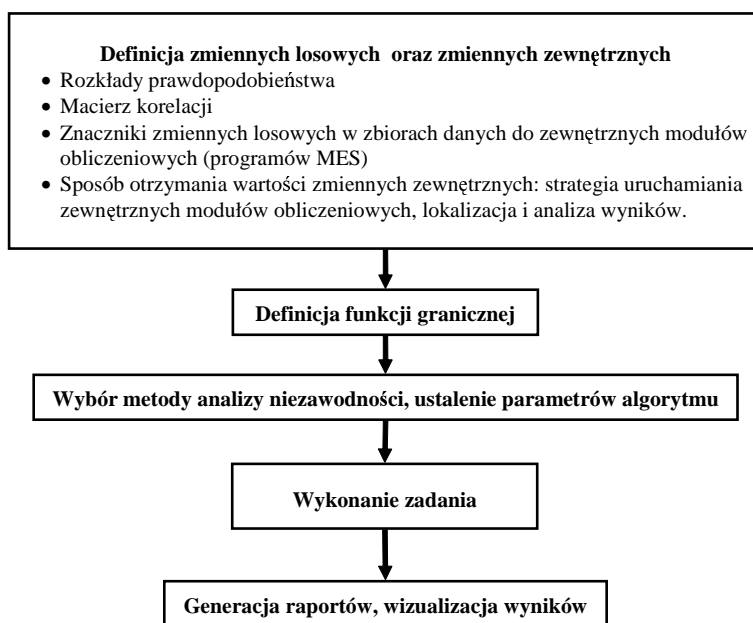 Definicja zmiennych losowych oraz zmiennych zewnętrznych
• Rozkłady prawdopodobieństwa
• Macierz korelacji
• Znaczniki zmiennych losowych w zbiorach danych do zewnętrznych modułów
obliczeniowych (programów MES)
• Sposób otrzymania wartości zmiennych zewnętrznych: strategia uruchamiania
zewnętrznych modułów obliczeniowych, lokalizacja i analiza wyników.
Definicja funkcji granicznej
Wybór metody analizy niezawodności, ustalenie parametrów algorytmu
Wykonanie zadania
Generacja raportów, wizualizacja wyników